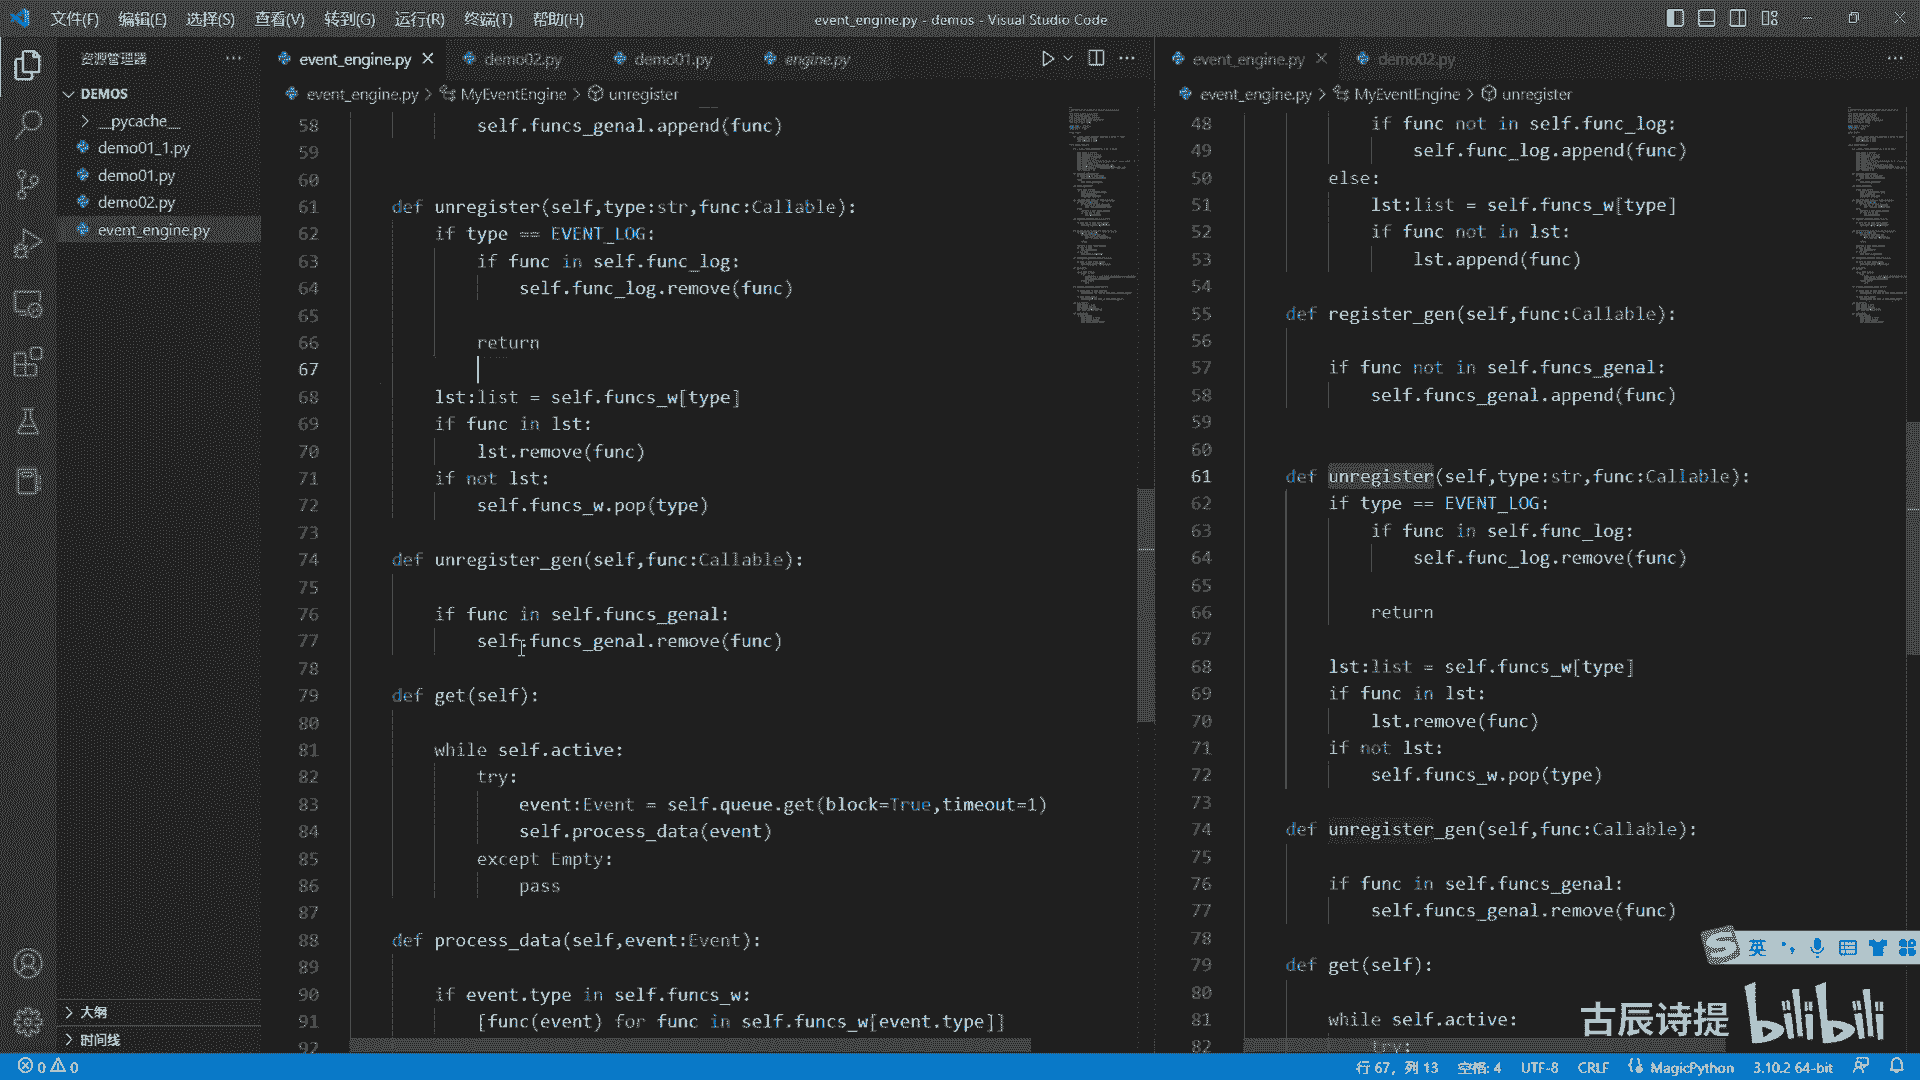 文件(F) 编辑(E) 选择(S) 查看(V) 转到(G) 运行(R) 终端(T) 帮助(H)
event_engine.py - demos - Visual Studio Code
资源管理器
DEMOS
__pycache__
demo01_1.py
demo01.py
demo02.py
event_engine.py
大纲
时间线
event_engine.py demo02.py demo01.py engine.py
event_engine.py > MyEventEngine > unregister
58 self.funcs_genal.append(func)
59
60
61 def unregister(self,type:str,func:Callable):
62 if type == EVENT_LOG:
63 if func in self.func_log:
64 self.func_log.remove(func)
65
66 return
67
68 lst:list = self.funcs_w[type]
69 if func in lst:
70 lst.remove(func)
71 if not lst:
72 self.funcs_w.pop(type)
73
74 def unregister_gen(self,func:Callable):
75
76 if func in self.funcs_genal:
77 self.funcs_genal.remove(func)
78
79 def get(self):
80
81 while self.active:
82 try:
83 event:Event = self.queue.get(block=True,timeout=1)
84 self.process_data(event)
85 except Empty:
86 pass
87
88 def process_data(self,event:Event):
89
90 if event.type in self.funcs_w:
91 [func(event) for func in self.funcs_w[event.type]]
92
event_engine.py demo02.py
event_engine.py > MyEventEngine > unregister
48 if func not in self.func_log:
49 self.func_log.append(func)
50 else:
51 lst:list = self.funcs_w[type]
52 if func not in lst:
53 lst.append(func)
54
55 def register_gen(self,func:Callable):
56
57 if func not in self.funcs_genal:
58 self.funcs_genal.append(func)
59
60
61 def unregister(self,type:str,func:Callable):
62 if type == EVENT_LOG:
63 if func in self.func_log:
64 self.func_log.remove(func)
65
66 return
67
68 lst:list = self.funcs_w[type]
69 if func in lst:
70 lst.remove(func)
71 if not lst:
72 self.funcs_w.pop(type)
73
74 def unregister_gen(self,func:Callable):
75
76 if func in self.funcs_genal:
77 self.funcs_genal.remove(func)
78
79 def get(self):
80
81 while self.active:
82 try:
英
古辰诗提 bilibili
0 0
行 67，列 13 空格: 4 UTF-8 CRLF MagicPython 3.10.2 64-bit